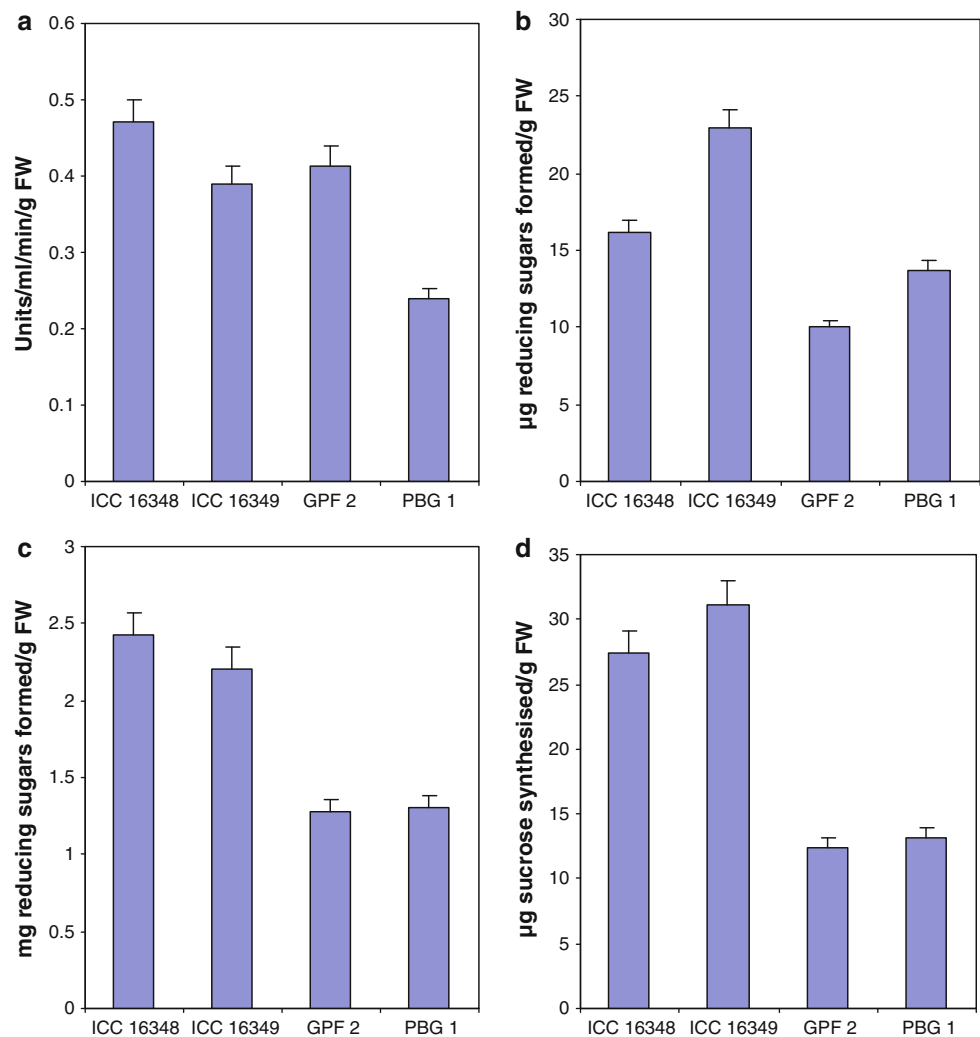 a
0.6
0.5
0.4
0.3
0.2
0.1
0
Units/ml/min/g FW
ICC 16348 ICC 16349 GPF 2 PBG 1
b
30
25
20
15
10
5
0
µg reducing sugars formed/g FW
ICC 16348 ICC 16349 GPF 2 PBG 1
c
3
2.5
2
1.5
1
0.5
0
mg reducing sugars formed/g FW
ICC 16348 ICC 16349 GPF 2 PBG 1
d
35
30
25
20
15
10
5
0
µg sucrose synthesised/g FW
ICC 16348 ICC 16349 GPF 2 PBG 1